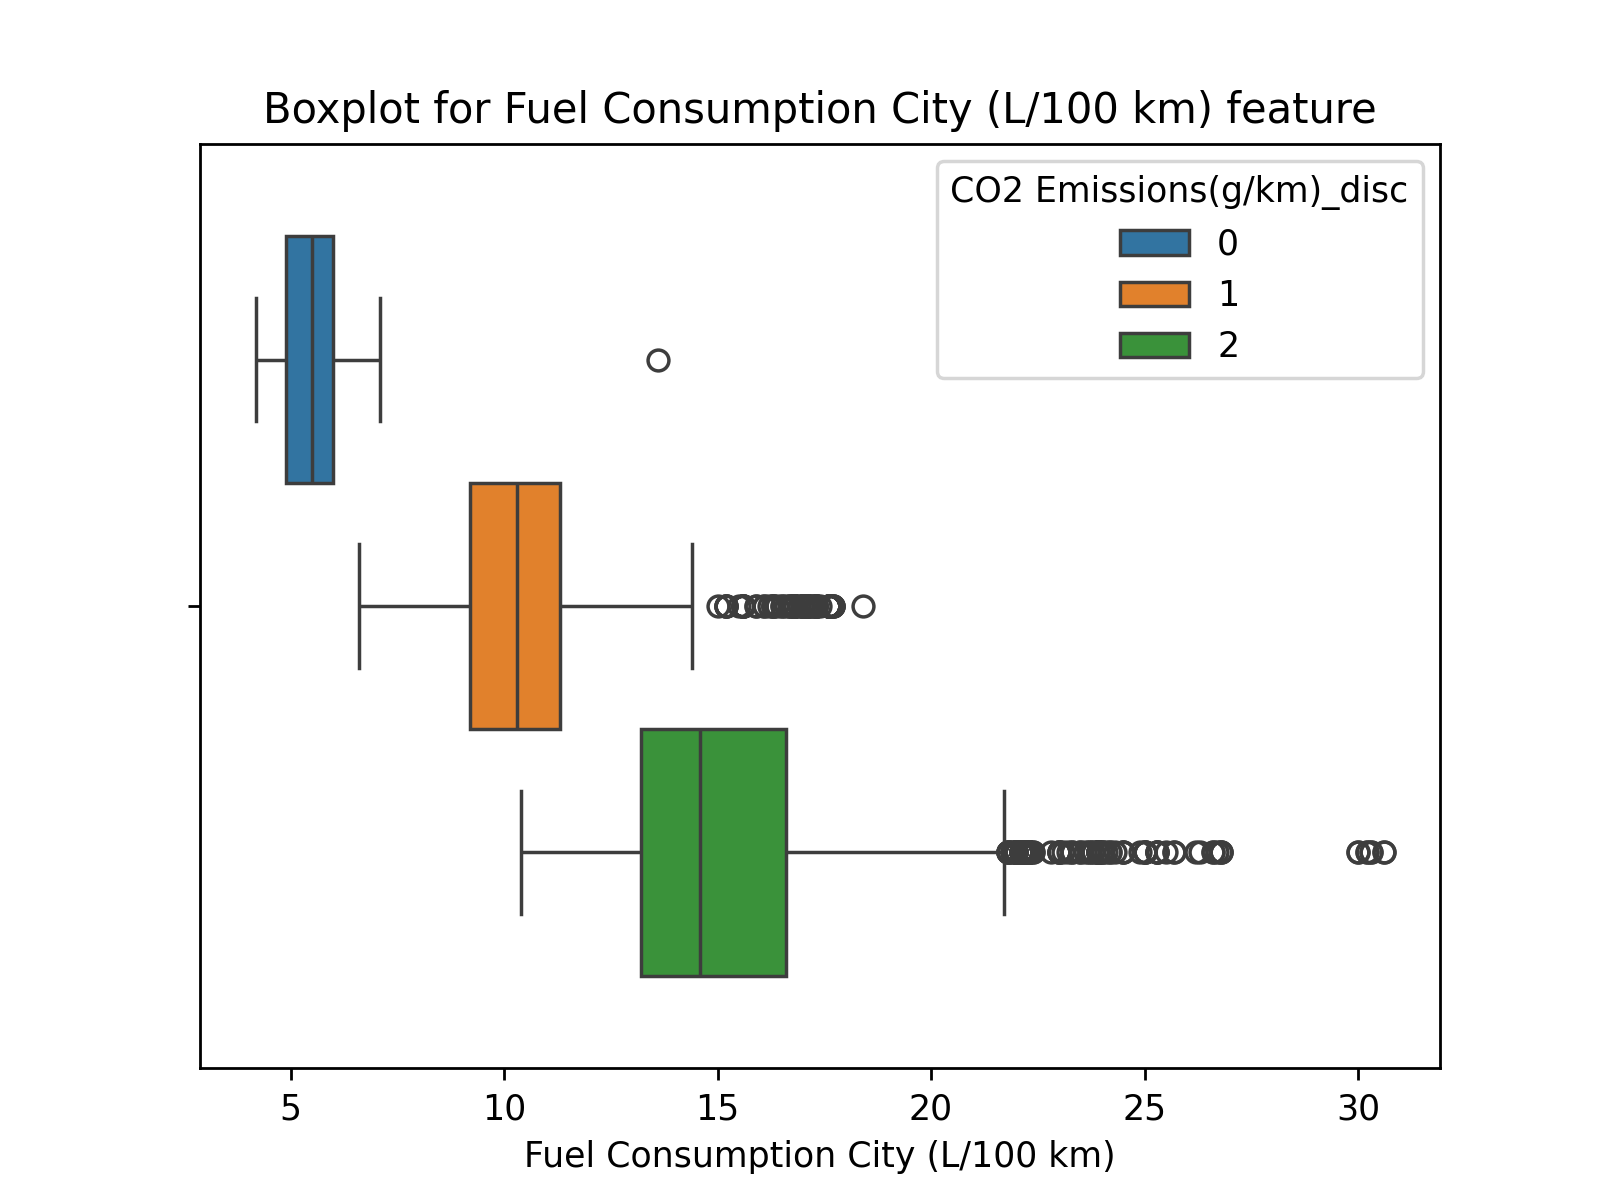 Boxplot for Fuel Consumption City (L/100 km) feature
CO2 Emissions(g/km)_disc
0
1
2
5 10 15 20 25 30
Fuel Consumption City (L/100 km)